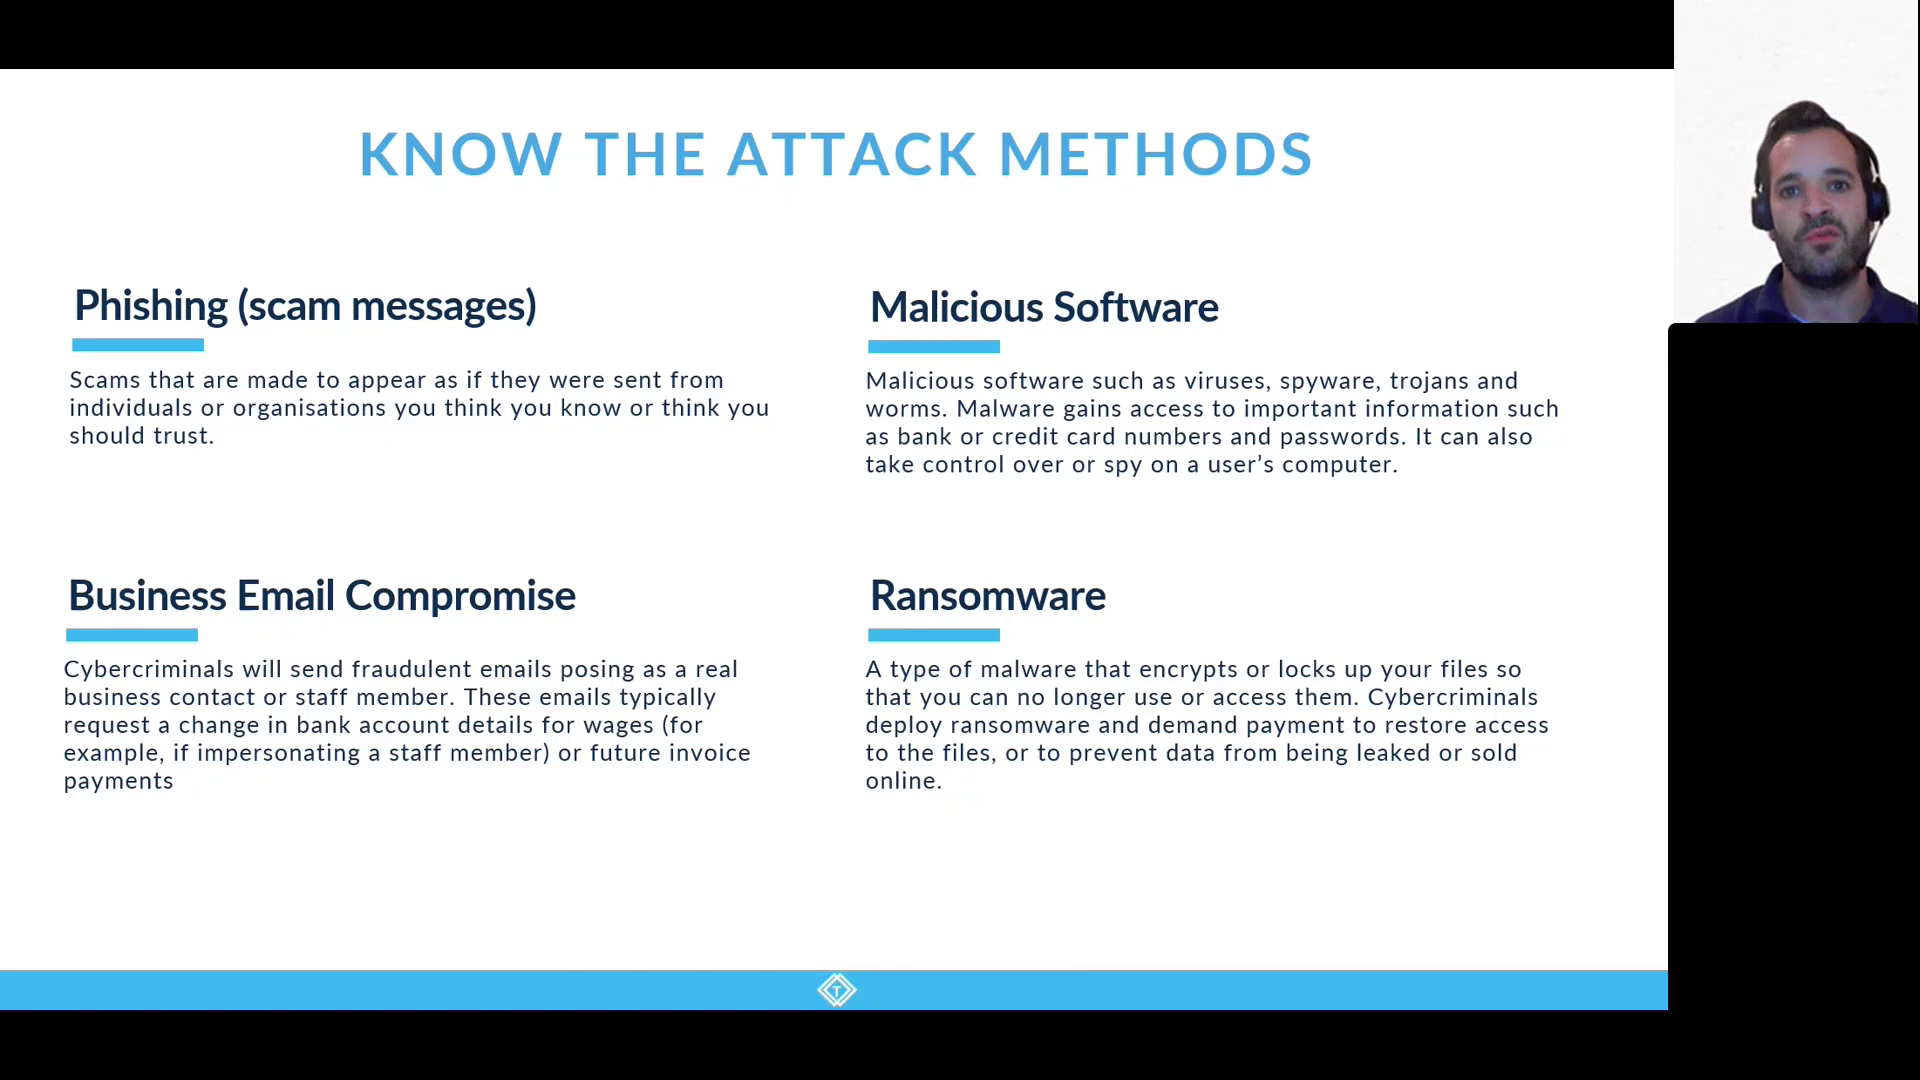 KNOW THE ATTACK METHODS
Phishing (scam messages)
Scams that are made to appear as if they were sent from
individuals or organisations you think you know or think you
should trust.
Malicious Software
Malicious software such as viruses, spyware, trojans and
worms. Malware gains access to important information such
as bank or credit card numbers and passwords. It can also
take control over or spy on a user’s computer.
Business Email Compromise
Cybercriminals will send fraudulent emails posing as a real
business contact or staff member. These emails typically
request a change in bank account details for wages (for
example, if impersonating a staff member) or future invoice
payments
Ransomware
A type of malware that encrypts or locks up your files so
that you can no longer use or access them. Cybercriminals
deploy ransomware and demand payment to restore access
to the files, or to prevent data from being leaked or sold
online.
T